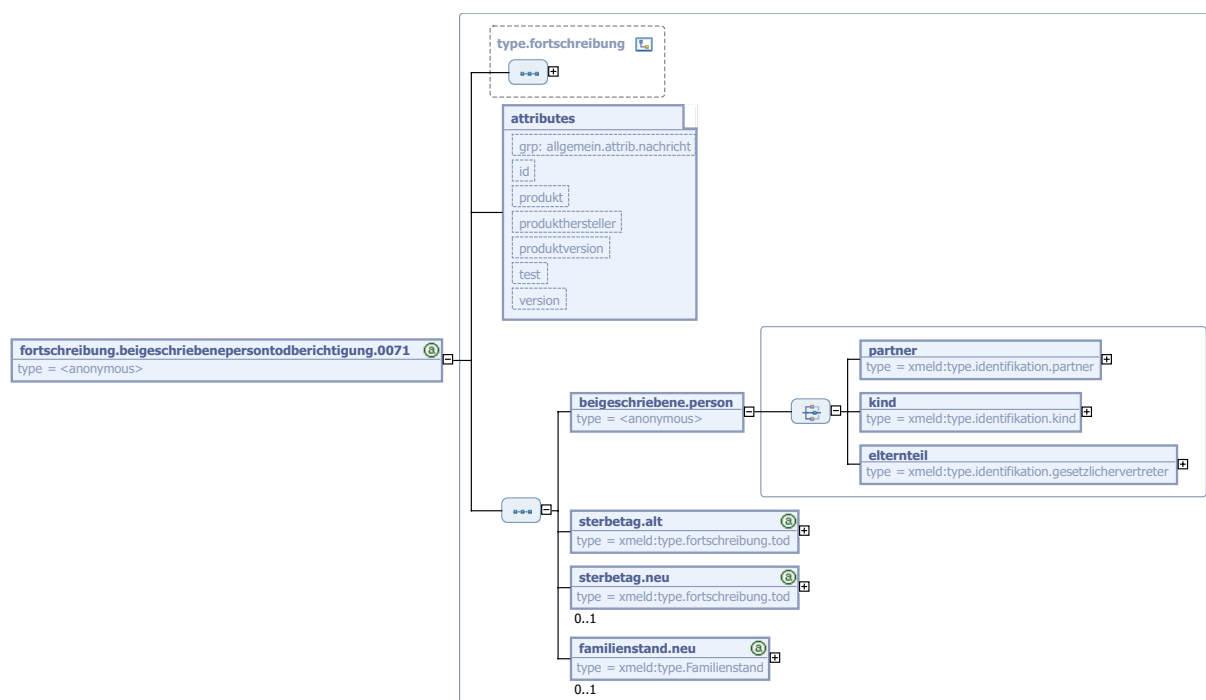 type.fortschreibung
attributes
grp: allgemein.attrib.nachricht
id
produkt
produkthersteller
produktversion
test
version
fortschreibung.beigeschriebenepersontodberichtigung.0071 a
type = <anonymous>
beigeschriebene.person
type = <anonymous>
partner
type = xmeld:type.identifikation.partner
kind
type = xmeld:type.identifikation.kind
elternteil
type = xmeld:type.identifikation.gesetzlichervertreter
sterbetag.alt a
type = xmeld:type.fortschreibung.tod
sterbetag.neu a
type = xmeld:type.fortschreibung.tod
0..1
familienstand.neu a
type = xmeld:type.Familienstand
0..1